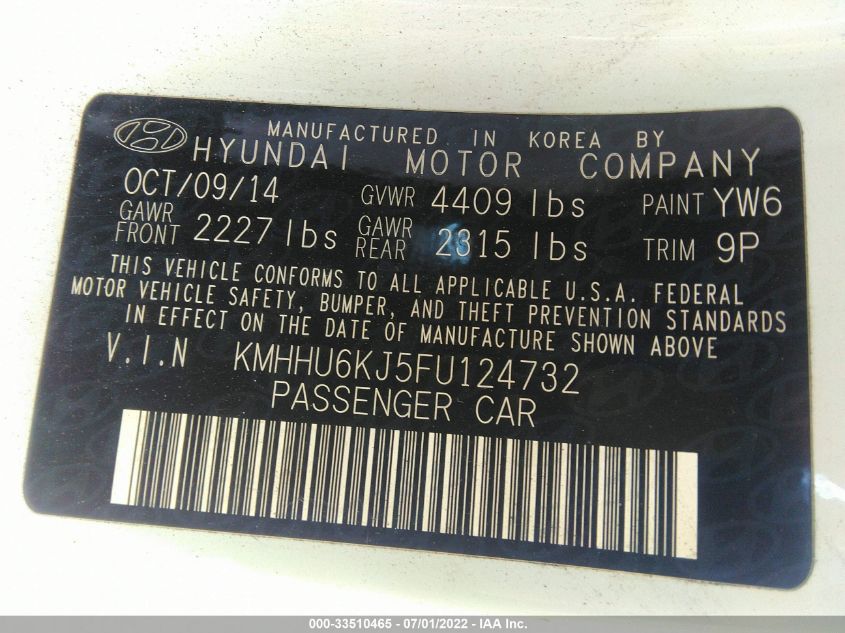 MANUFACTURED IN KOREA BY
HYUNDAI MOTOR COMPANY
OCT/09/14 GVWR 4409 lbs PAINT YW6
GAWR FRONT 2227 lbs GAWR REAR 2315 lbs TRIM 9P
THIS VEHICLE CONFORMS TO ALL APPLICABLE U.S.A. FEDERAL
MOTOR VEHICLE SAFETY, BUMPER, AND THEFT PREVENTION STANDARDS
IN EFFECT ON THE DATE OF MANUFACTURE SHOWN ABOVE
V.I.N KMHHU6KJ5FU124732
PASSENGER CAR
000-33510465 - 07/01/2022 - IAA Inc.